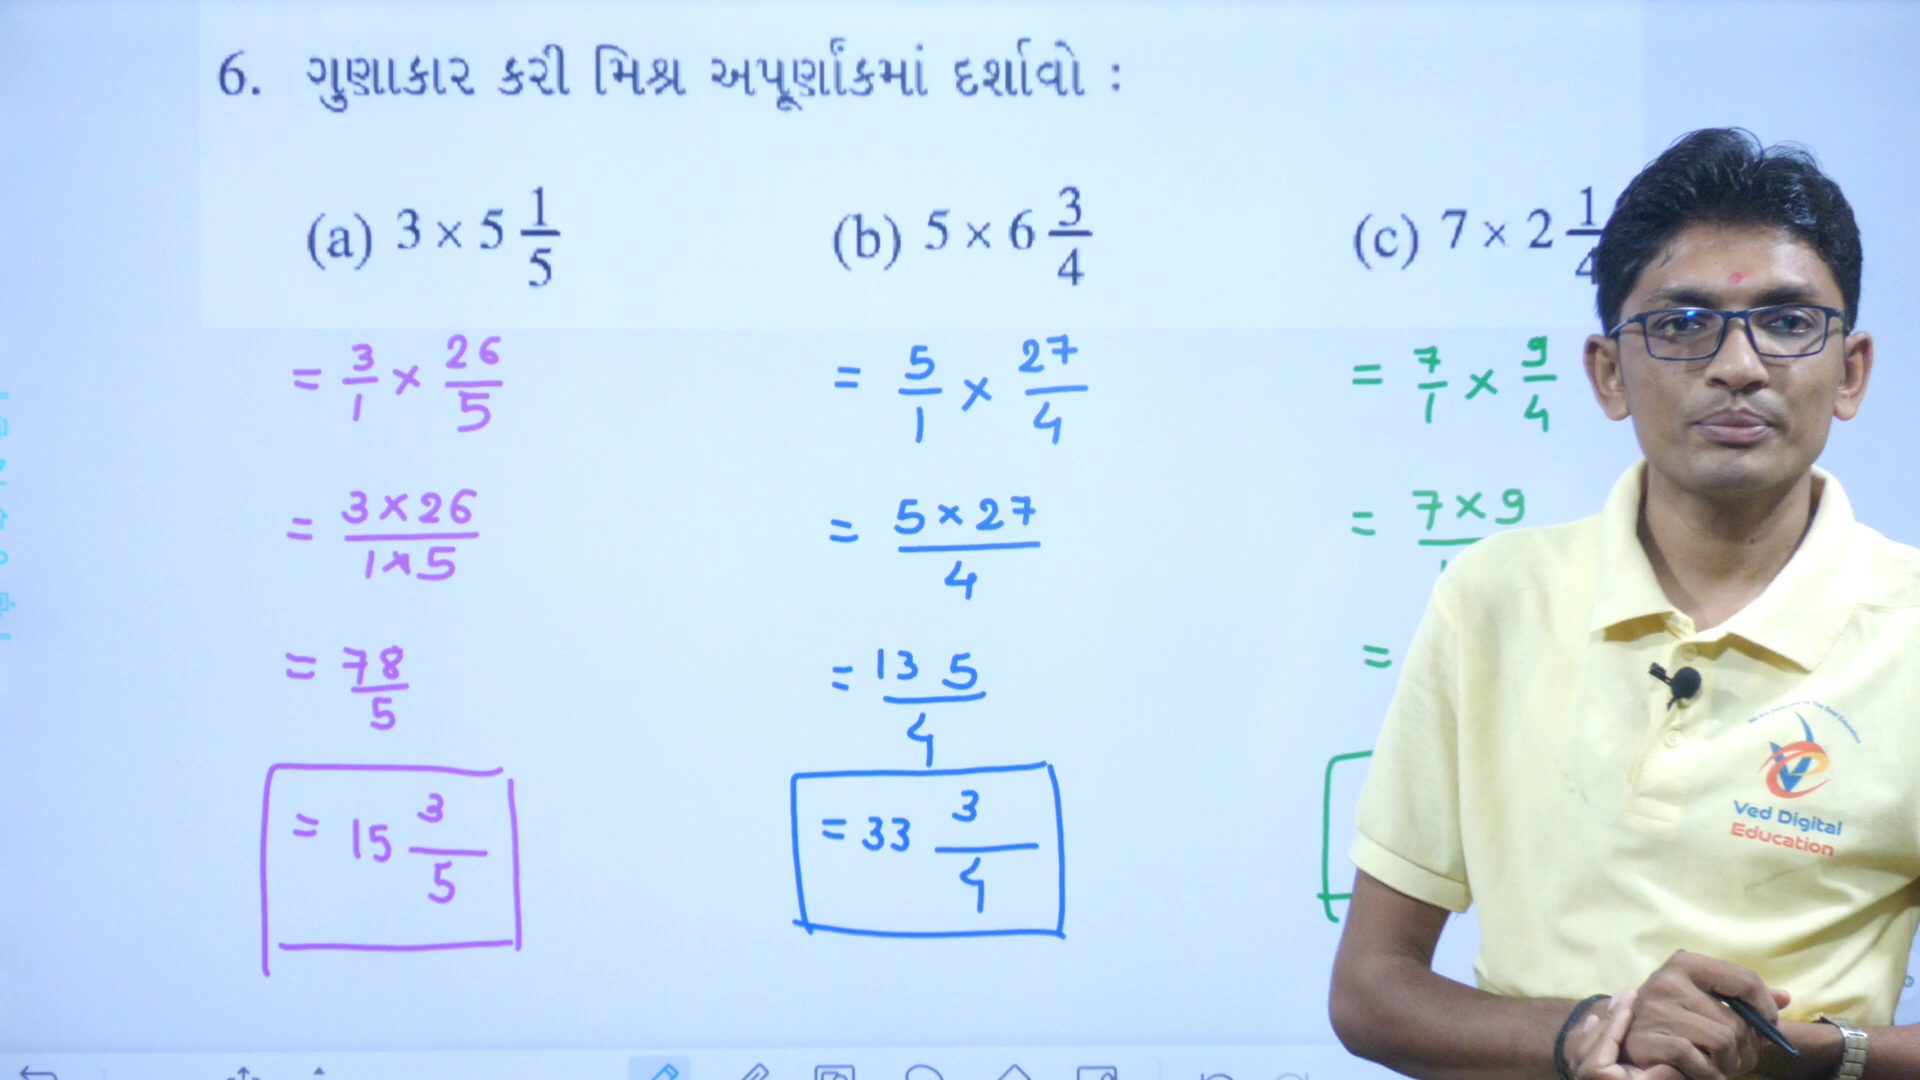 6. ગુણાકાર કરી મિશ્ર અપૂર્ણાંકમાં દર્શાવો :
(a) 3 × 5 1/5
(b) 5 × 6 3/4
(c) 7 × 2 1/4
= 3/1 × 26/5
= 5/1 × 27/4
= 7/1 × 9/4
= 3×26/1×5
= 5×27/4
= 7×9
= 78/5
= 135/4
=
= 15 3/5
= 33 3/4
Ved Digital
Education